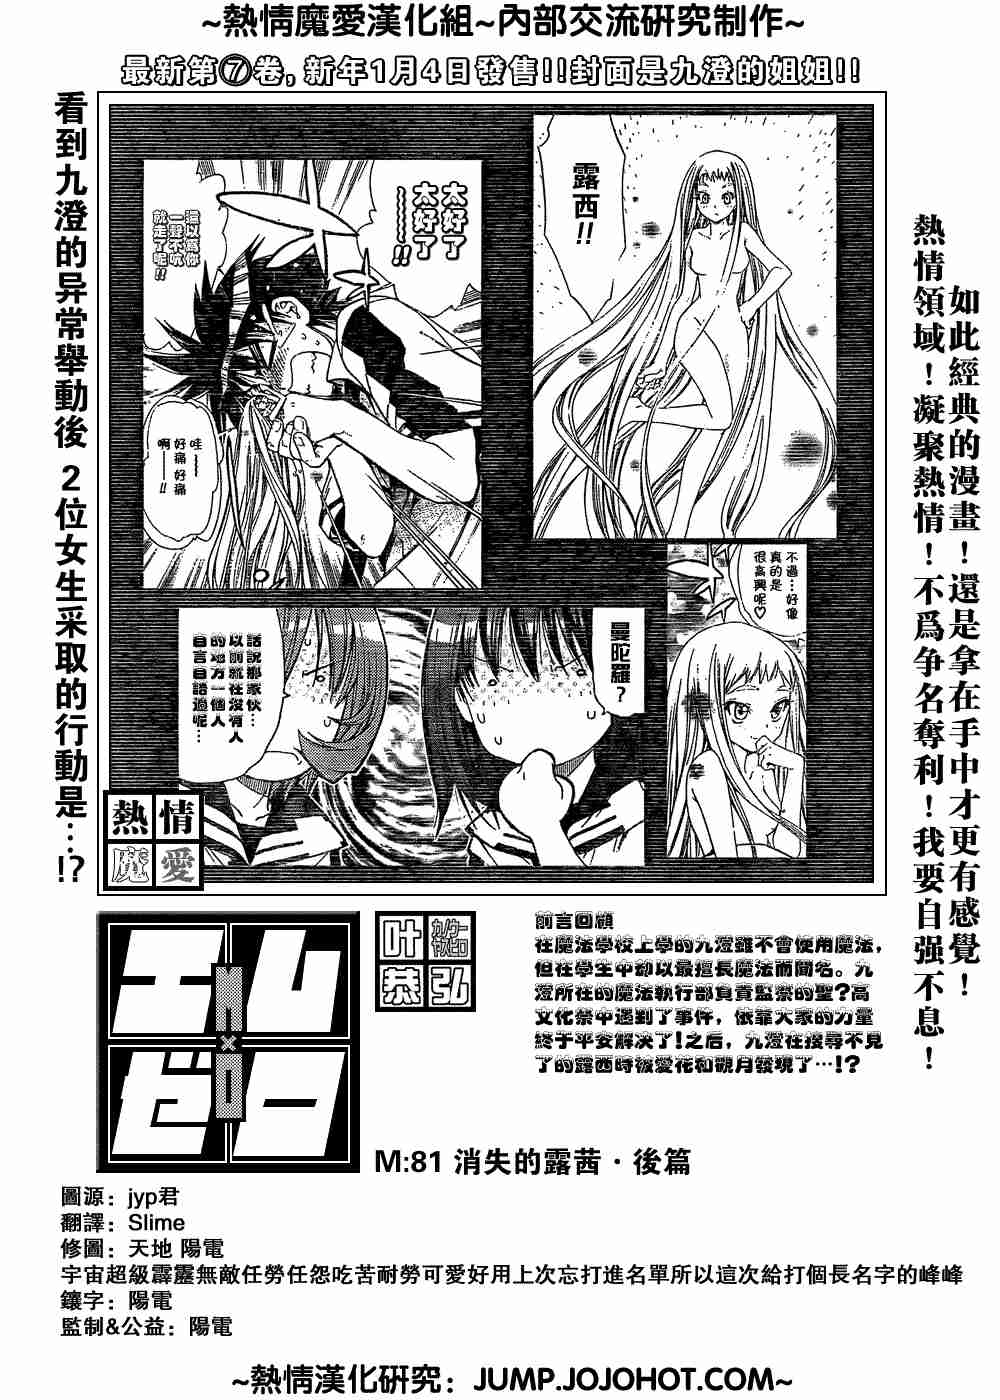 ~熱情魔愛漢化組~內部交流研究制作~
最新第⑦卷, 新年1月4日發售!!封面是九澄的姐姐!!
如此經典的漫畫！還是拿在手中才更有感覺！
熱情領域！凝聚熱情！不爲争名奪利！我要自强不息！
看到九澄的异常舉動後 2位女生采取的行動是…!?
露西!!
太好了
太好了
~~~~!!
還以爲你
一聲不吭
就走了呢!!
哇~~
好痛好痛
啊~~!!
不過…好像
真的是
很高興呢♡
曼陀羅?
話說那家伙…
以前就在没有人
的地方一個人
自言自語過呢…
熱情
魔愛
エム
M×0
ゼロ
叶 カノウ
恭弘 ヤスヒロ
前言回顧
在魔法學校上學的九澄雖不會使用魔法,
但在學生中却以最擅長魔法而聞名。九
澄所在的魔法執行部負責監察的聖?高
文化祭中遇到了事件，依靠大家的力量
終于平安解决了!之后，九澄在搜尋不見
了的露西時被愛花和觀月發現了…!?
M:81 消失的露茜·後篇
圖源：jyp君
翻譯：Slime
修圖：天地 陽電
宇宙超級霹靂無敵任勞任怨吃苦耐勞可愛好用上次忘打進名單所以這次給打個長名字的峰峰
鑲字：陽電
監制&公益：陽電
~熱情漢化研究：JUMP.JOJOHOT.COM~